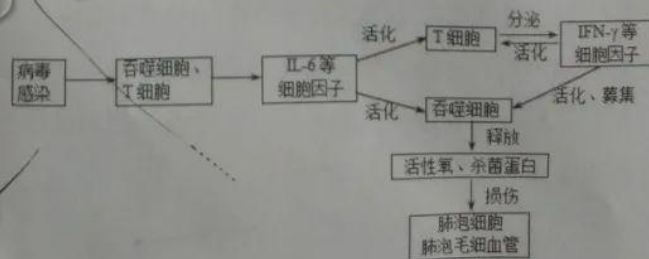 病毒
感染
吞噬细胞、
T细胞
IL-6等
细胞因子
活化
活化
T细胞
分泌
活化
IFN-γ等
细胞因子
吞噬细胞
活化、募集
释放
活性氧、杀菌蛋白
损伤
肺泡细胞
肺泡毛细血管